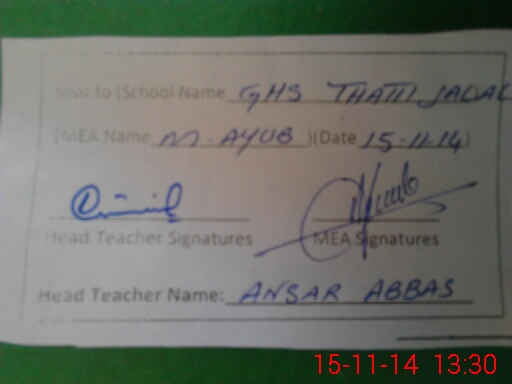 Visit to (School Name GHS THATTI JALAL
(MEA Name M. AYUB )(Date 15-11-14)
Head Teacher Signatures MEA Signatures
Head Teacher Name: ANSAR ABBAS
15-11-14 13:30